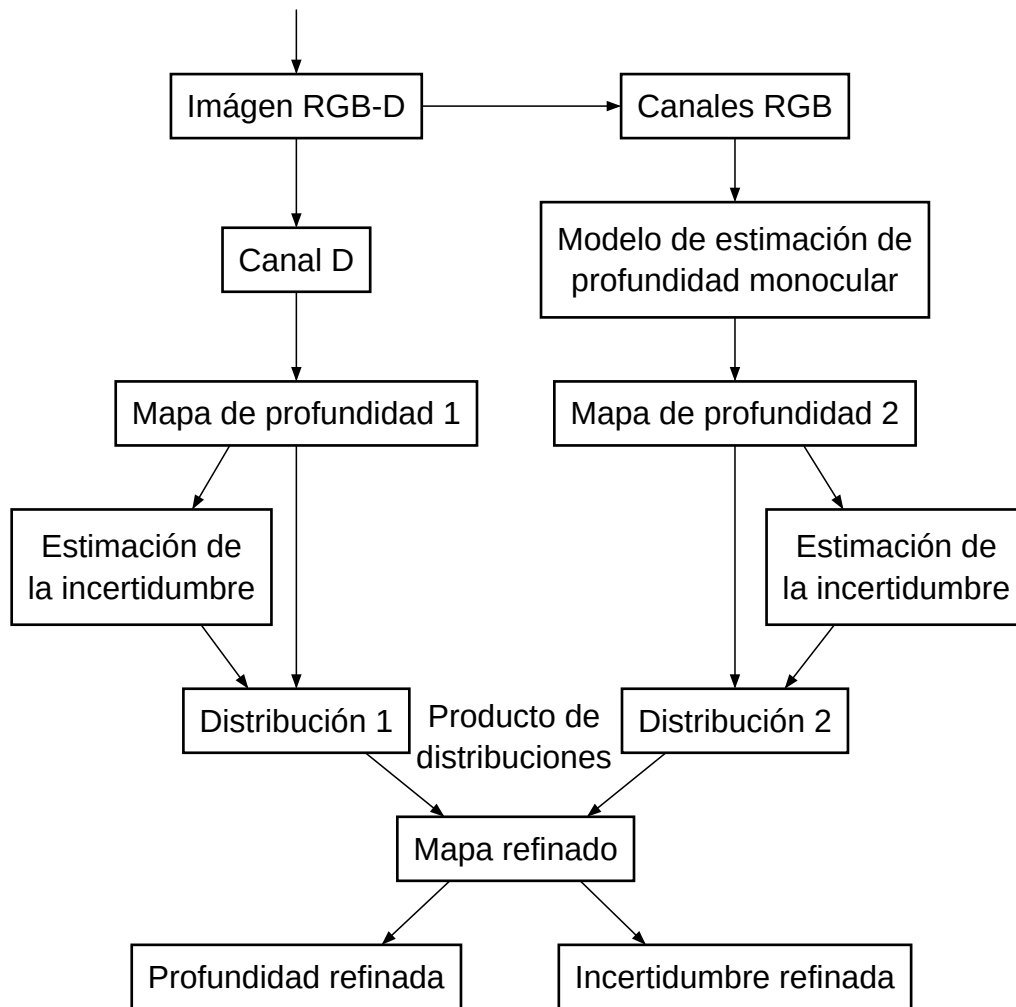 Imágen RGB-D
Canales RGB
Canal D
Modelo de estimación de
profundidad monocular
Mapa de profundidad 1
Mapa de profundidad 2
Estimación de
la incertidumbre
Estimación de
la incertidumbre
Distribución 1
Producto de
distribuciones
Distribución 2
Mapa refinado
Profundidad refinada
Incertidumbre refinada